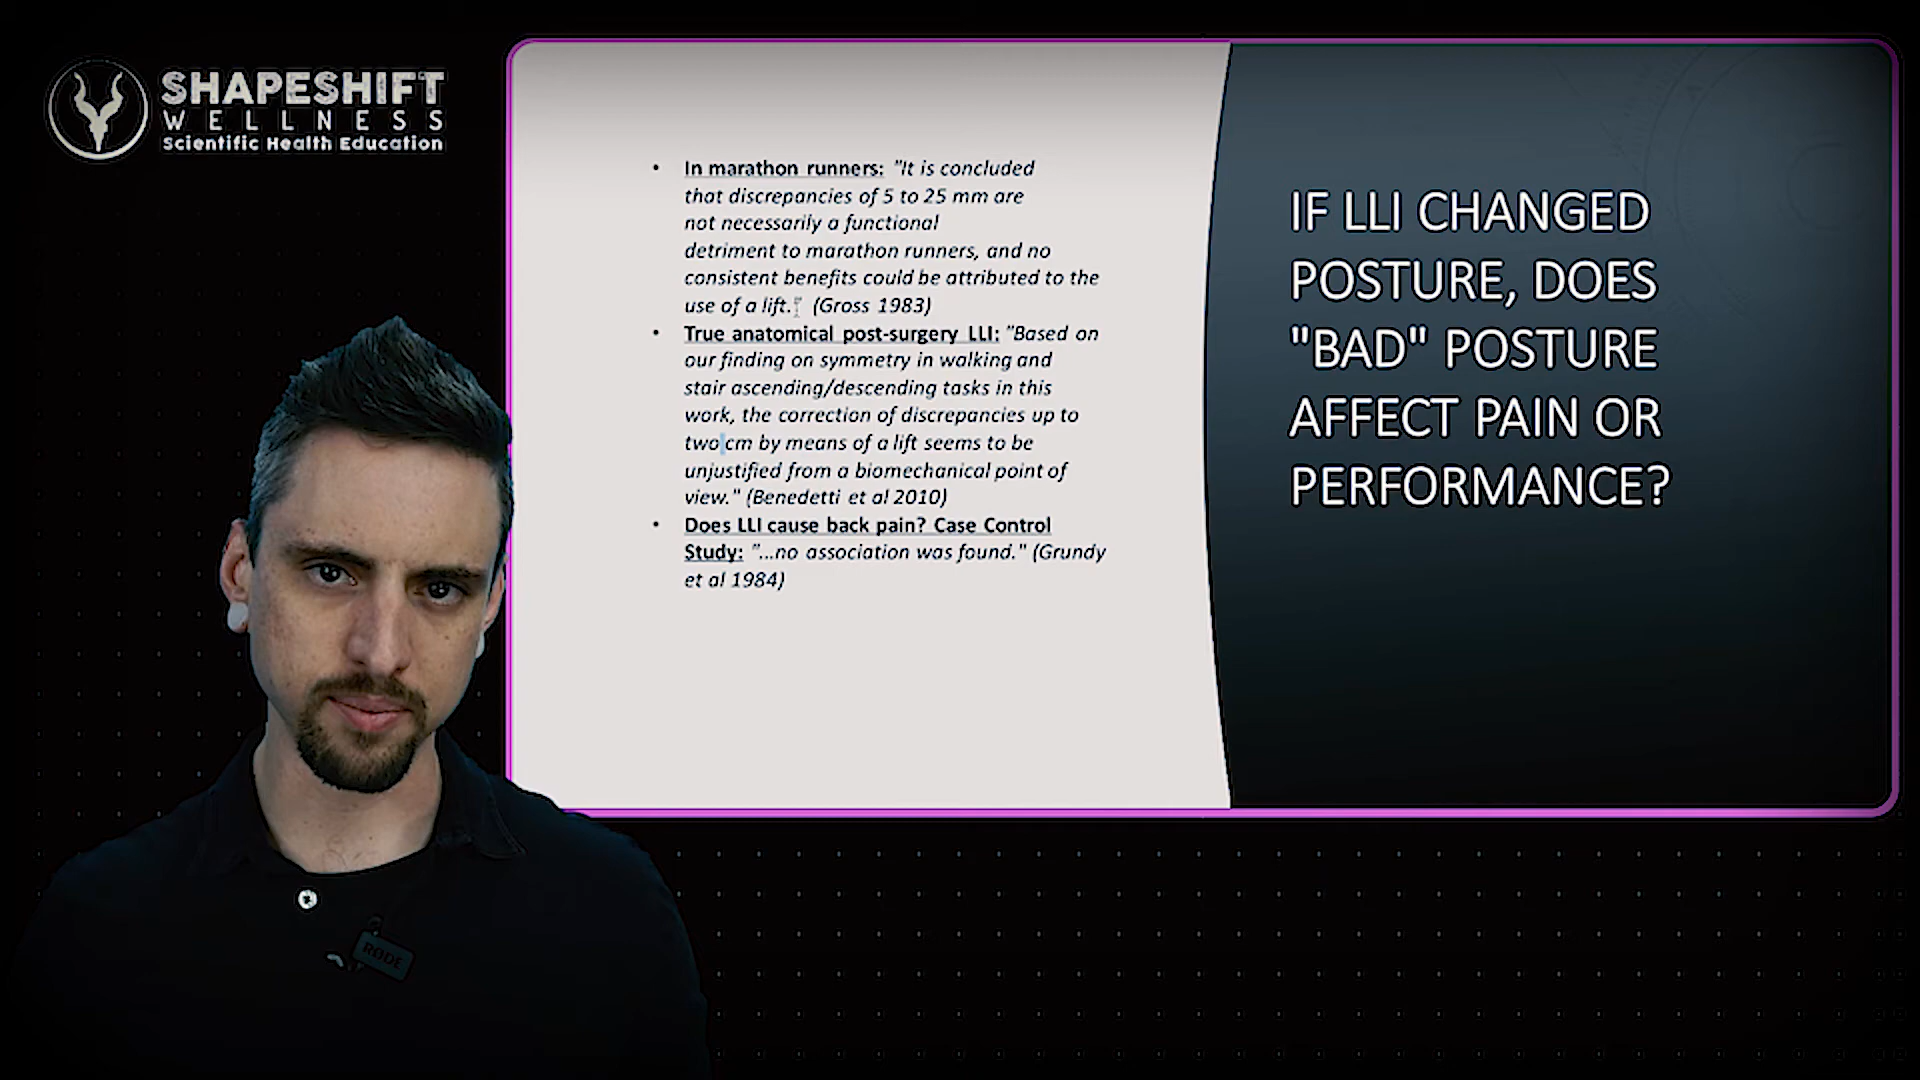 SHAPESHIFT
WELLNESS
Scientific Health Education
• In marathon runners: "It is concluded
that discrepancies of 5 to 25 mm are
not necessarily a functional
detriment to marathon runners, and no
consistent benefits could be attributed to the
use of a lift." (Gross 1983)
• True anatomical post-surgery LLI: "Based on
our finding on symmetry in walking and
stair ascending/descending tasks in this
work, the correction of discrepancies up to
two cm by means of a lift seems to be
unjustified from a biomechanical point of
view." (Benedetti et al 2010)
• Does LLI cause back pain? Case Control
Study: "...no association was found." (Grundy
et al 1984)
IF LLI CHANGED
POSTURE, DOES
"BAD" POSTURE
AFFECT PAIN OR
PERFORMANCE?
RØDE